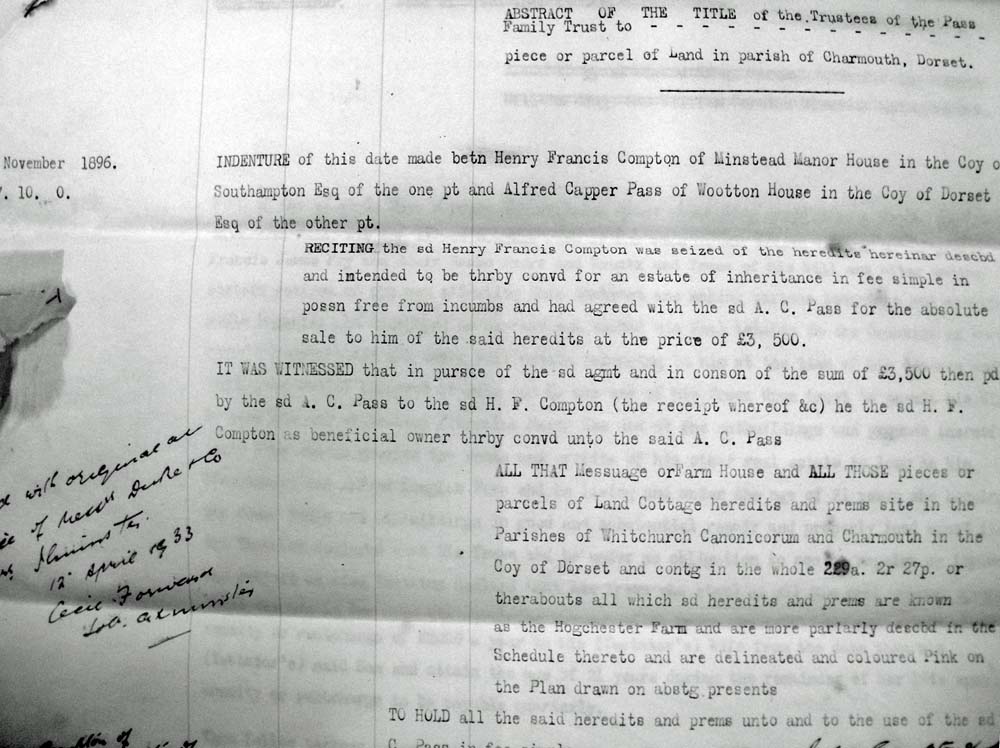 ABSTRACT OF THE TITLE of the Trustees of the Pass
Family Trust to - - - - - - - - - - - - - -
piece or parcel of Land in parish of Charmouth, Dorset.
November 1896.
10. 0.
INDENTURE of this date made betn Henry Francis Compton of Minstead Manor House in the Coy o
Southampton Esq of the one pt and Alfred Capper Pass of Wootton House in the Coy of Dorset
Esq of the other pt.
RECITING the sd Henry Francis Compton was seized of the heredits hereinar descbd
and intended to be thrby convd for an estate of inheritance in fee simple in
possn free from incumbs and had agreed with the sd A. C. Pass for the absolute
sale to him of the said heredits at the price of £3, 500.
IT WAS WITNESSED that in pursce of the sd agmt and in conson of the sum of £3,500 then pd
by the sd A. C. Pass to the sd H. F. Compton (the receipt whereof &c) he the sd H. F.
Compton as beneficial owner thrby convd unto the said A. C. Pass
ALL THAT Messuage orFarm House and ALL THOSE pieces or
parcels of Land Cottage heredits and prems site in the
Parishes of Whitchurch Canonicorum and Charmouth in the
Coy of Dorset and contg in the whole 229a. 2r 27p. or
therabouts all which sd heredits and prems are known
as the Hogchester Farm and are more parlarly descbd in the
Schedule thereto and are delineated and coloured Pink on
the Plan drawn on abstg presents
TO HOLD all the said heredits and prems unto and to the use of the sd
C. Pass in fee simple
with original at
of Messrs Duke & Co
12 April 1933
Cecil Forward
Solr. Axminster
of